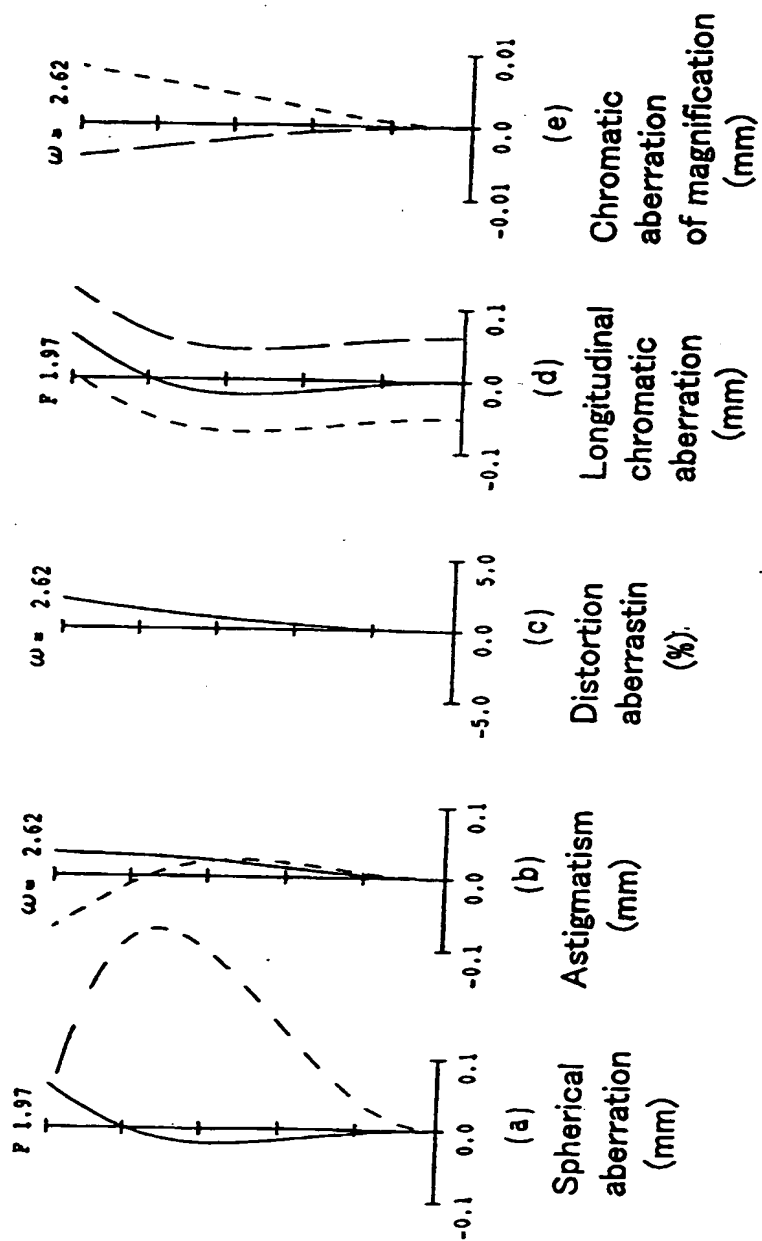 F 1.97
-0.1 0.0 0.1
(a)
Spherical
aberration
(mm)
ω= 2.62
-0.1 0.0 0.1
(b)
Astigmatism
(mm)
ω= 2.62
-5.0 0.0 5.0
(c)
Distortion
aberrastin
(%)
F 1.97
-0.1 0.0 0.1
(d)
Longitudinal
chromatic
aberration
(mm)
ω= 2.62
-0.01 0.0 0.01
(e)
Chromatic
aberration
of magnification
(mm)